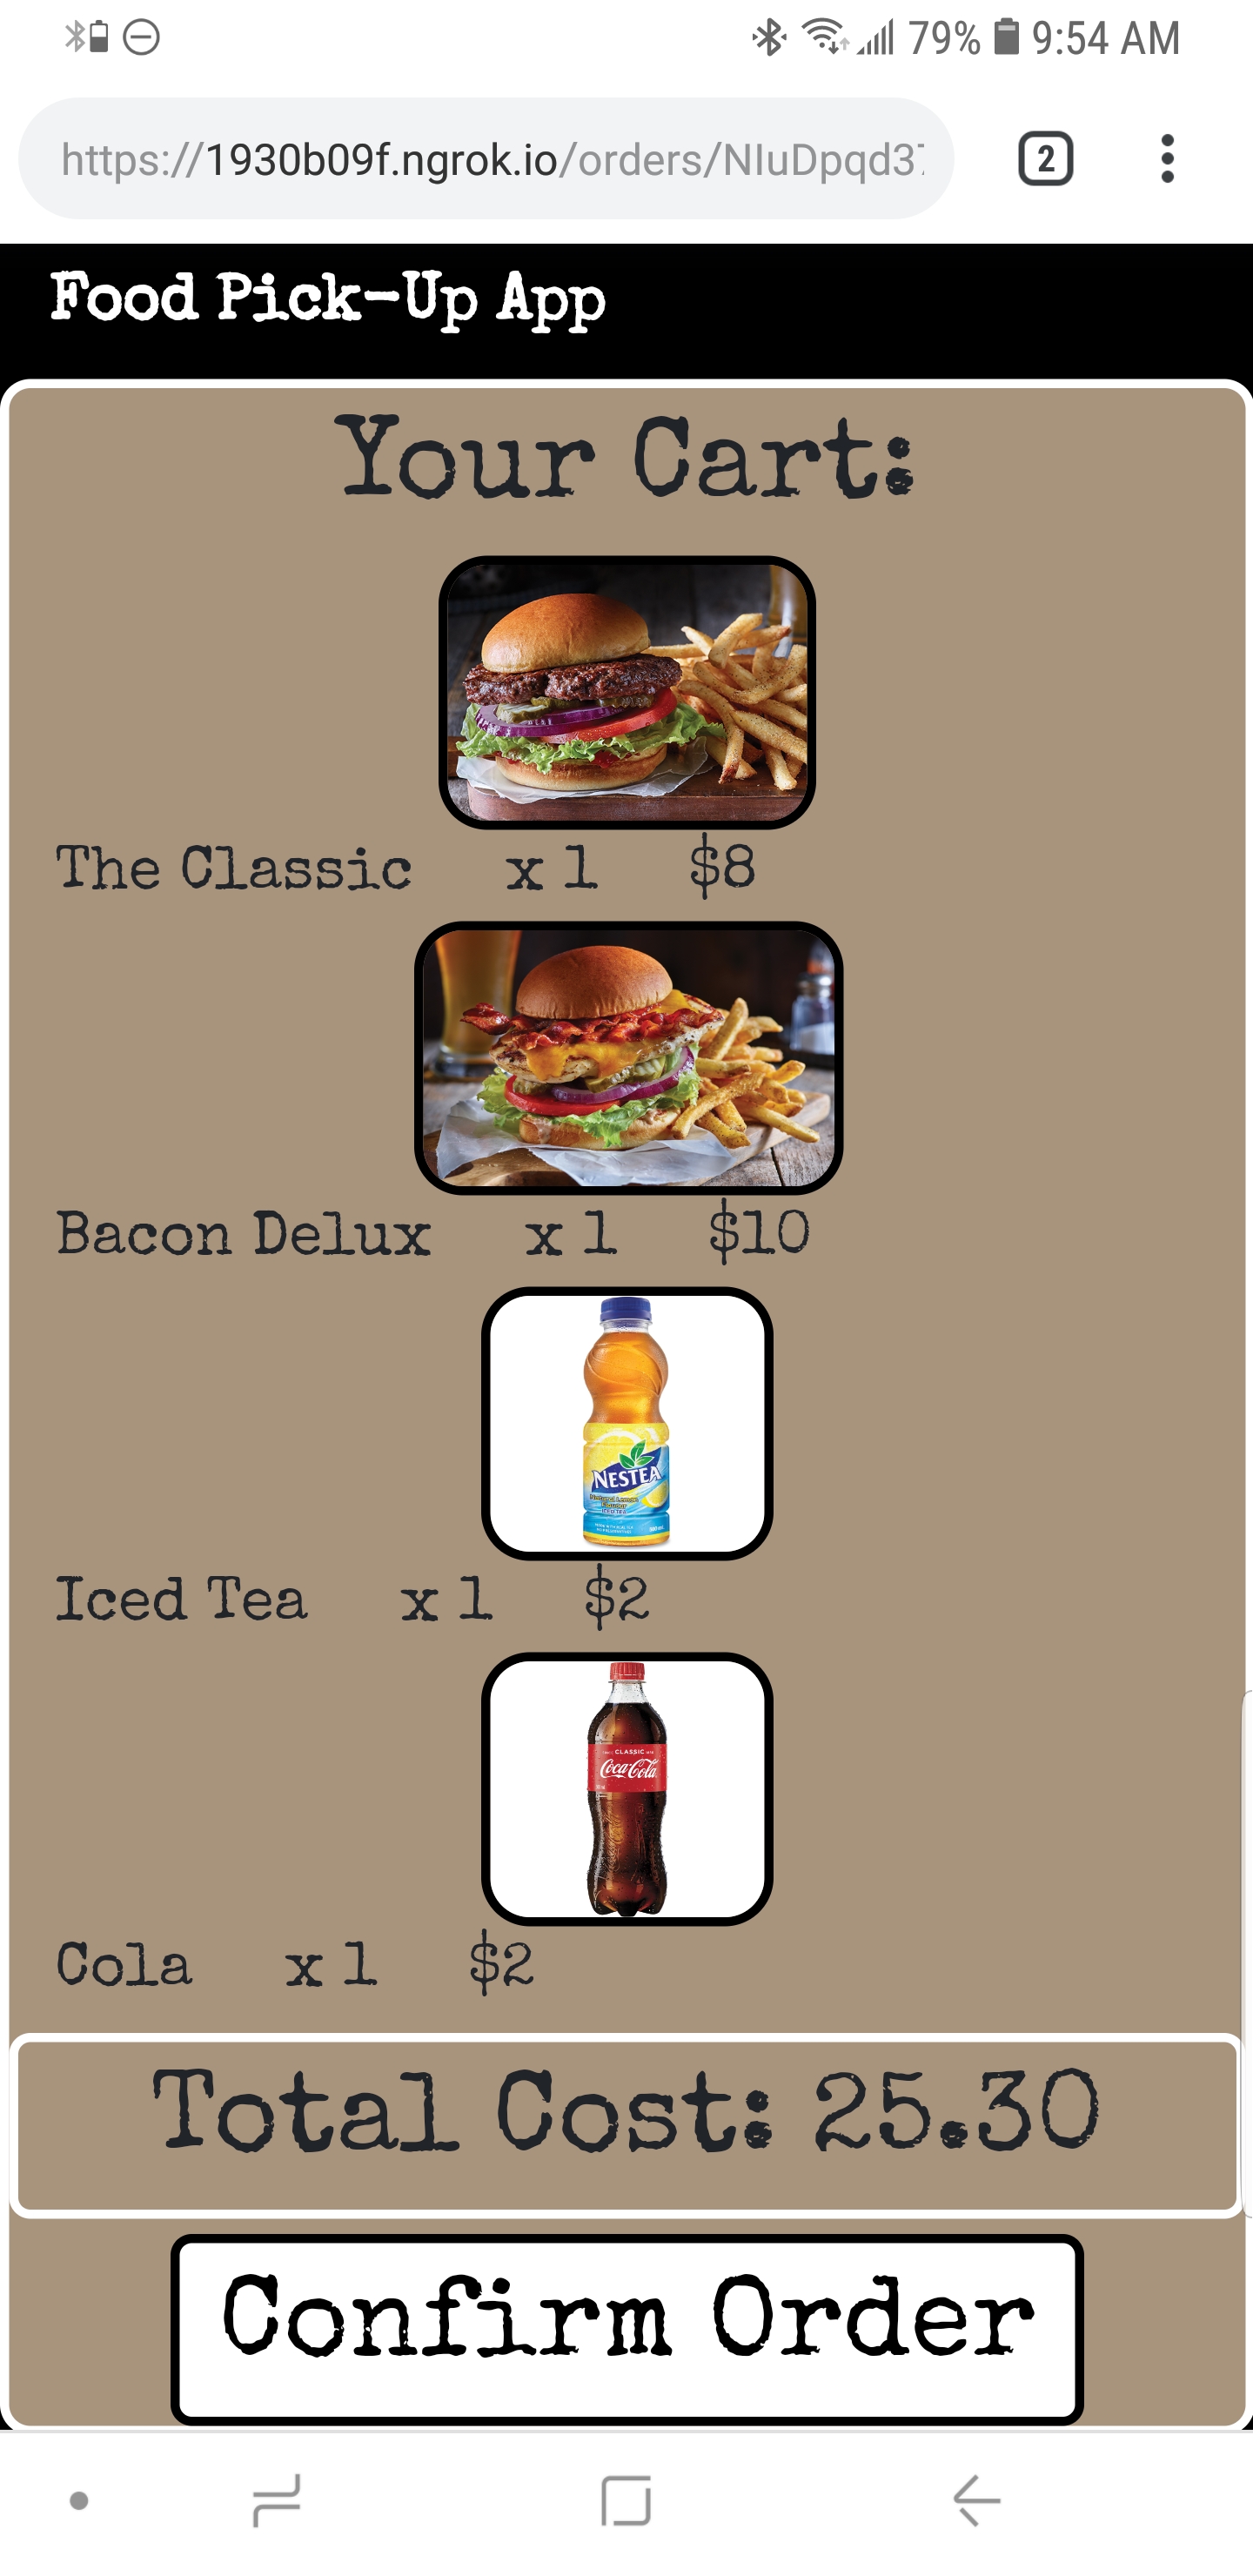 79% 9:54 AM
https://1930b09f.ngrok.io/orders/NIuDpqd3
2
Food Pick-Up App
Your Cart:
The Classic x 1 $8
Bacon Delux x 1 $10
NESTEA
Iced Tea x 1 $2
CLASSIC
Coca-Cola
Cola x 1 $2
Total Cost: 25.30
Confirm Order